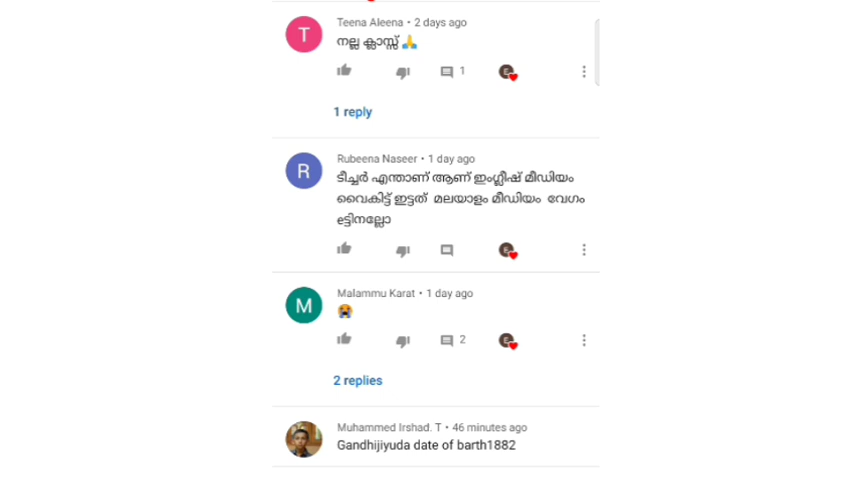 T
Teena Aleena • 2 days ago
നല്ല ക്ലാസ്സ് 🙏
1
1 reply
R
Rubeena Naseer • 1 day ago
ടീച്ചർ എന്താണ് ആണ് ഇംഗ്ലീഷ് മീഡിയം
വൈകിട്ട് ഇട്ടത് മലയാളം മീഡിയം വേഗം
eട്ടിനല്ലോ
M
Malammu Karat • 1 day ago
😭
2
2 replies
Muhammed Irshad. T • 46 minutes ago
Gandhijiyuda date of barth1882